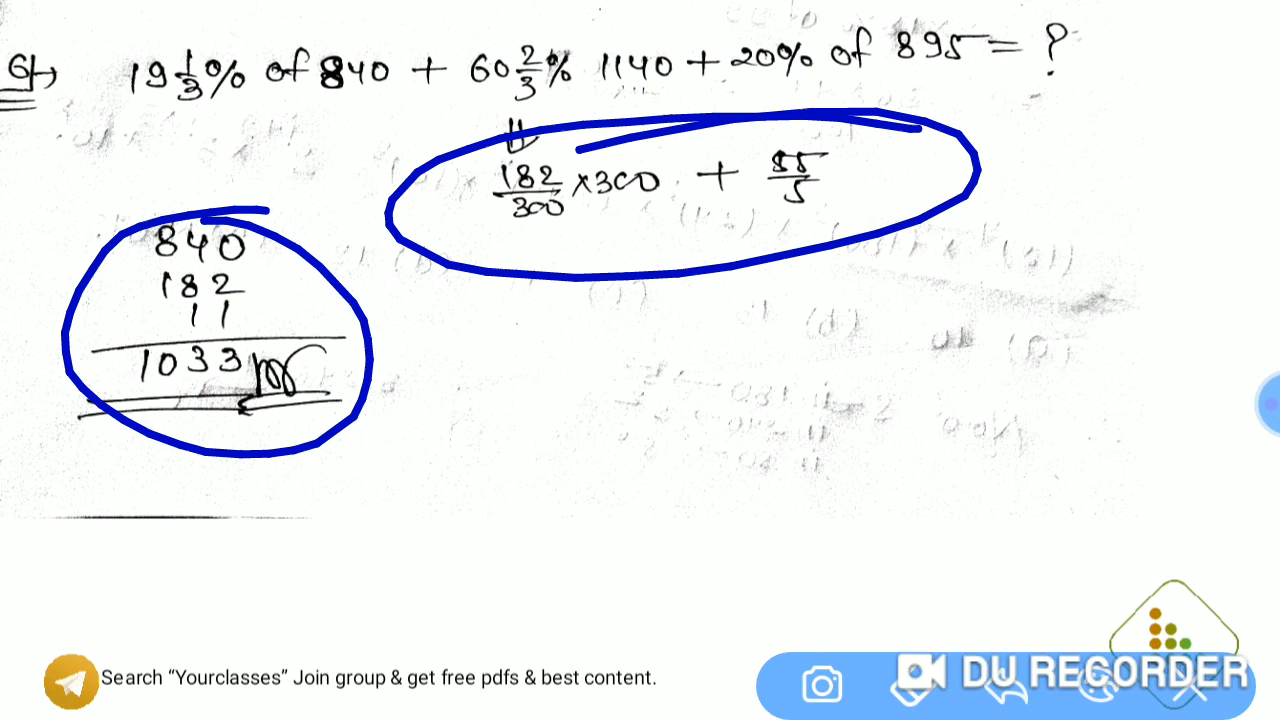 6) 19 1/3% of 840 + 60 2/3% 1140 + 20% of 895 = ?
182/300 × 300 + 55/5
840
182
11
1033
Search “Yourclasses” Join group & get free pdfs & best content.
DU RECORDER